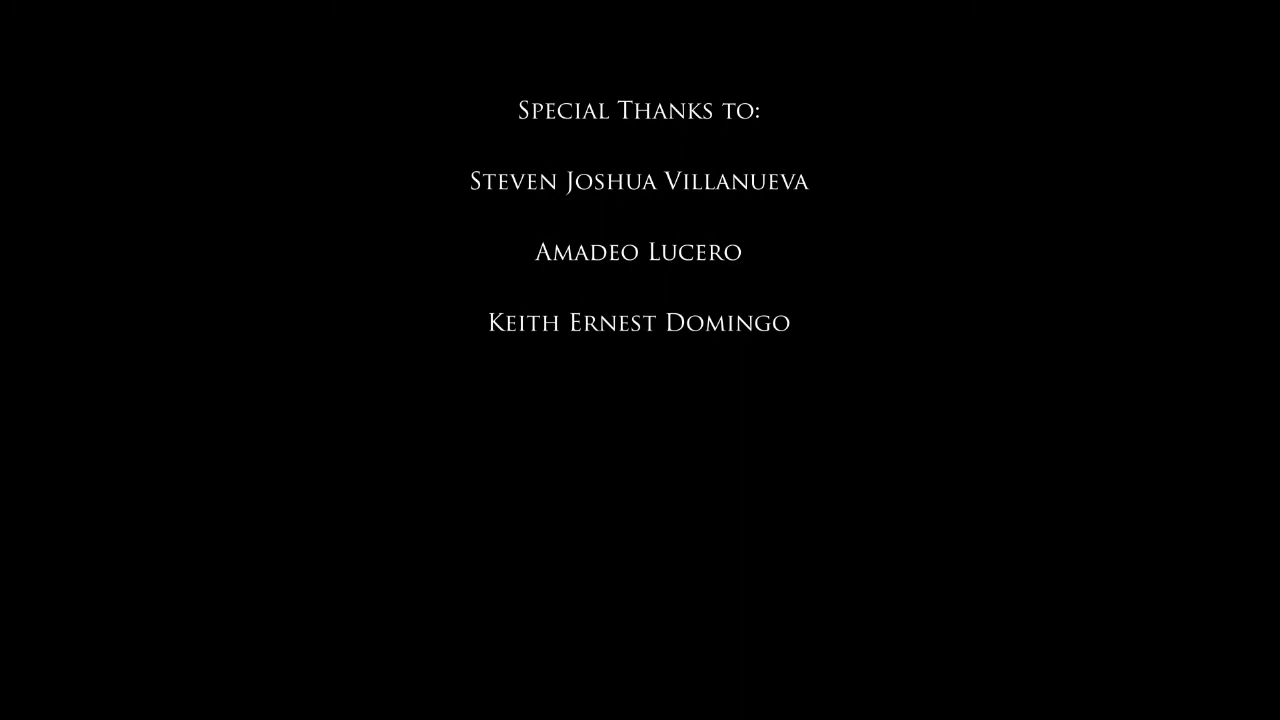 Special Thanks to:
Steven Joshua Villanueva
Amadeo Lucero
Keith Ernest Domingo